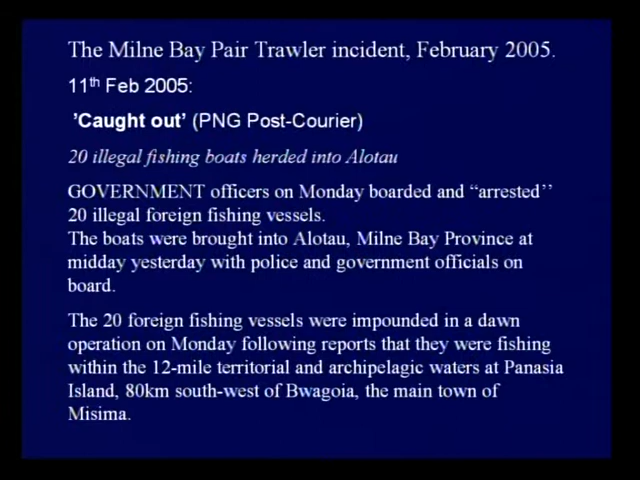 The Milne Bay Pair Trawler incident, February 2005.
11th Feb 2005:
’Caught out’ (PNG Post-Courier)
20 illegal fishing boats herded into Alotau
GOVERNMENT officers on Monday boarded and “arrested’’
20 illegal foreign fishing vessels.
The boats were brought into Alotau, Milne Bay Province at
midday yesterday with police and government officials on
board.
The 20 foreign fishing vessels were impounded in a dawn
operation on Monday following reports that they were fishing
within the 12-mile territorial and archipelagic waters at Panasia
Island, 80km south-west of Bwagoia, the main town of
Misima.